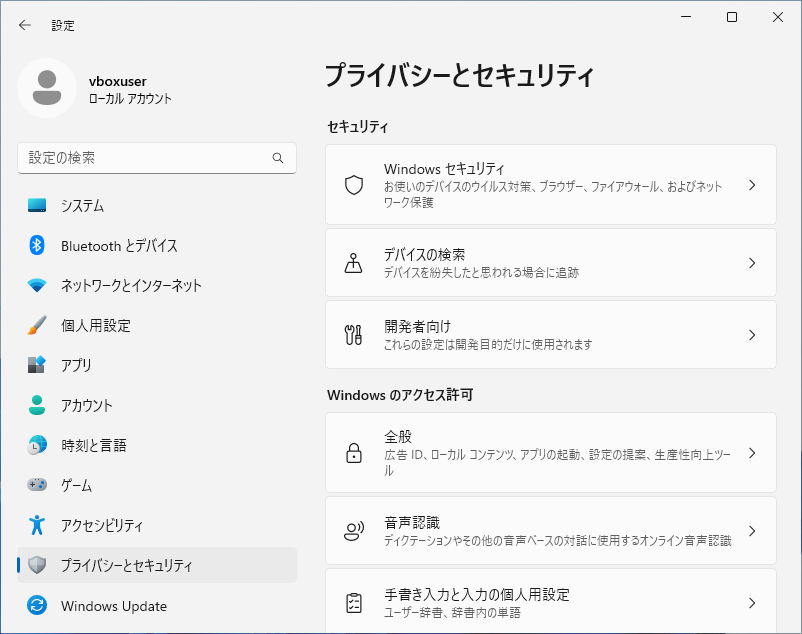 設定
vboxuser
ローカル アカウント
設定の検索
システム
Bluetooth とデバイス
ネットワークとインターネット
個人用設定
アプリ
アカウント
時刻と言語
ゲーム
アクセシビリティ
プライバシーとセキュリティ
Windows Update
プライバシーとセキュリティ
セキュリティ
Windows セキュリティ
お使いのデバイスのウイルス対策、ブラウザー、ファイアウォール、およびネット
ワーク保護
デバイスの検索
デバイスを紛失したと思われる場合に追跡
開発者向け
これらの設定は開発目的だけに使用されます
Windows のアクセス許可
全般
広告 ID、ローカル コンテンツ、アプリの起動、設定の提案、生産性向上ツー
ル
音声認識
ディクテーションやその他の音声ベースの対話に使用するオンライン音声認識
手書き入力と入力の個人用設定
ユーザー辞書、辞書内の単語